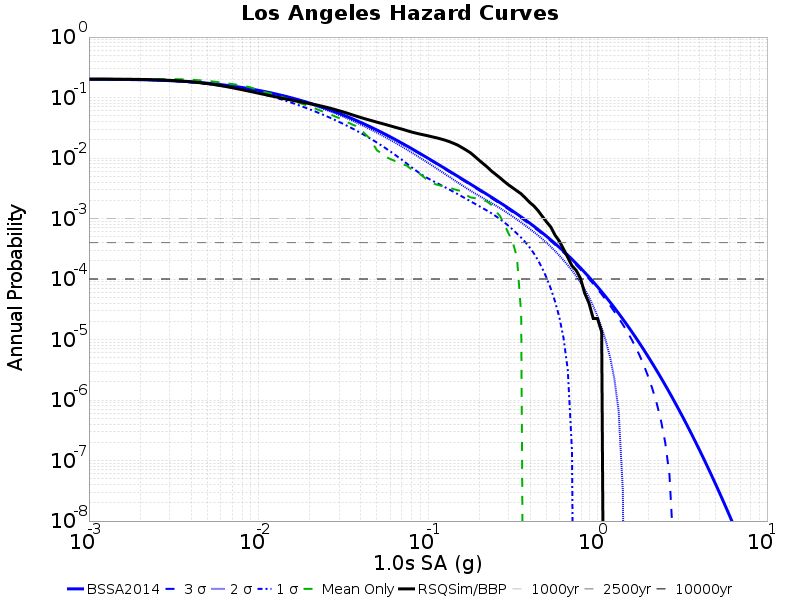 Los Angeles Hazard Curves
Annual Probability
10^0
10^-1
10^-2
10^-3
10^-4
10^-5
10^-6
10^-7
10^-8
10^-3 10^-2 10^-1 10^0 10^1
1.0s SA (g)
BSSA2014 3 σ 2 σ 1 σ Mean Only RSQSim/BBP 1000yr 2500yr 10000yr